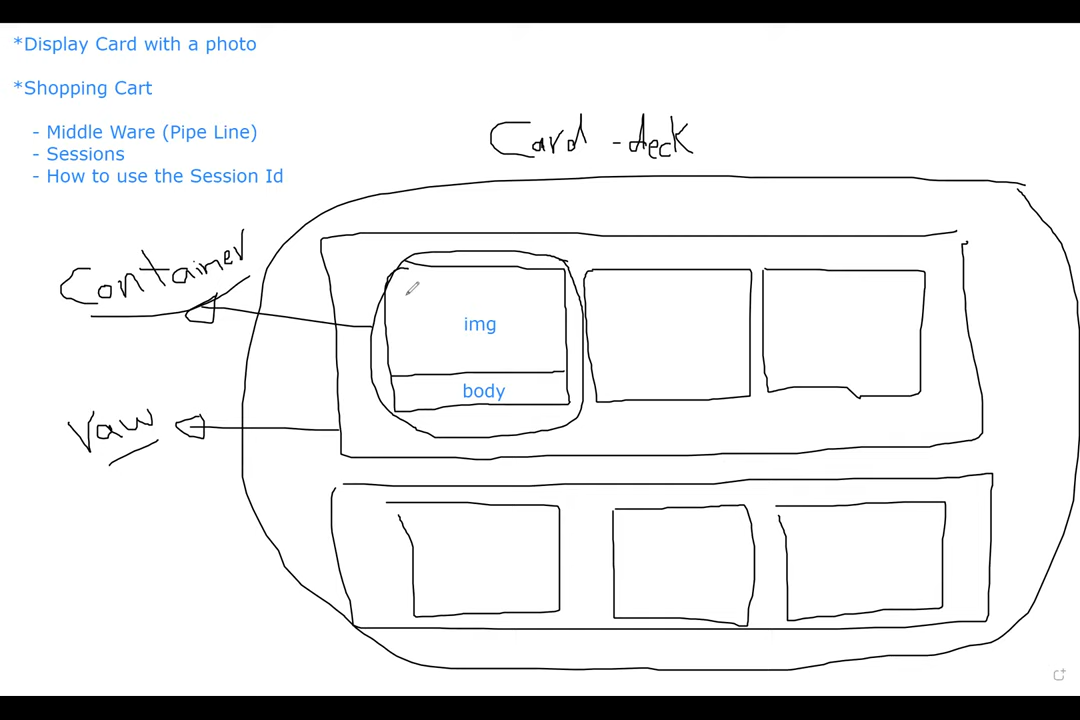 *Display Card with a photo
*Shopping Cart
- Middle Ware (Pipe Line)
- Sessions
- How to use the Session Id
Card -deck
Container
img
body